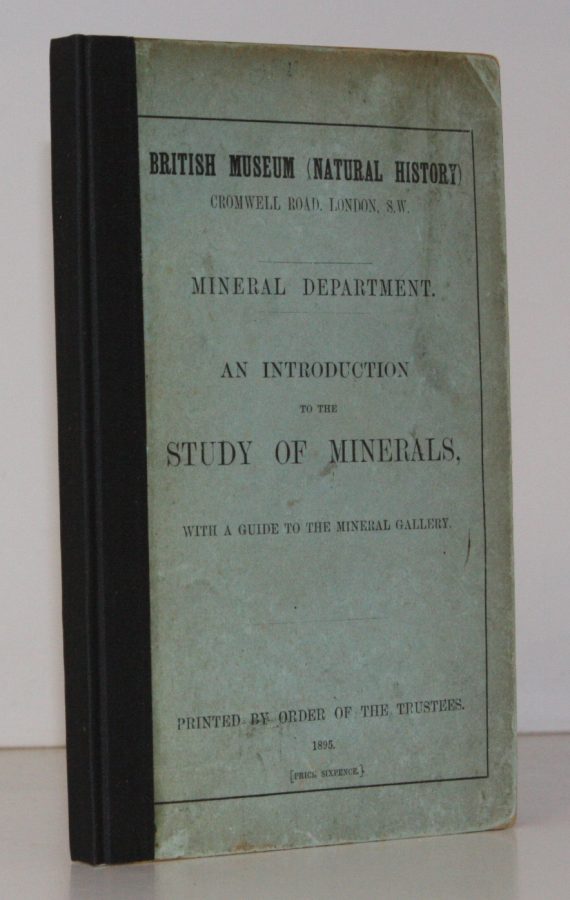 BRITISH MUSEUM (NATURAL HISTORY)
CROMWELL ROAD, LONDON, S.W.
MINERAL DEPARTMENT.
AN INTRODUCTION
TO THE
STUDY OF MINERALS,
WITH A GUIDE TO THE MINERAL GALLERY.
PRINTED BY ORDER OF THE TRUSTEES.
1895.
[PRICE SIXPENCE.]